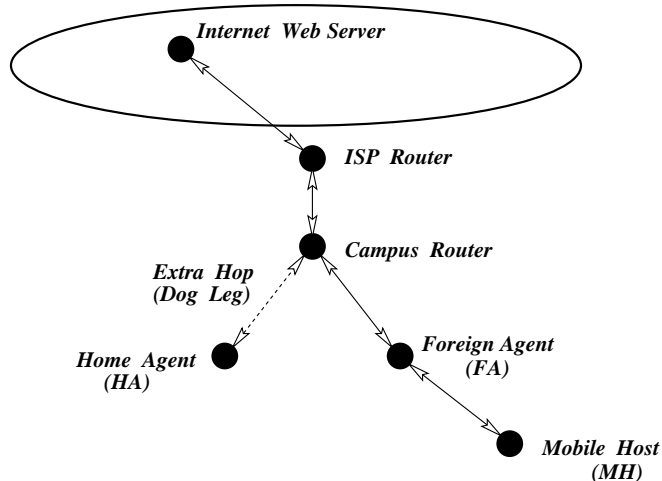 Internet Web Server
ISP Router
Campus Router
Extra Hop
(Dog Leg)
Home Agent
(HA)
Foreign Agent
(FA)
Mobile Host
(MH)